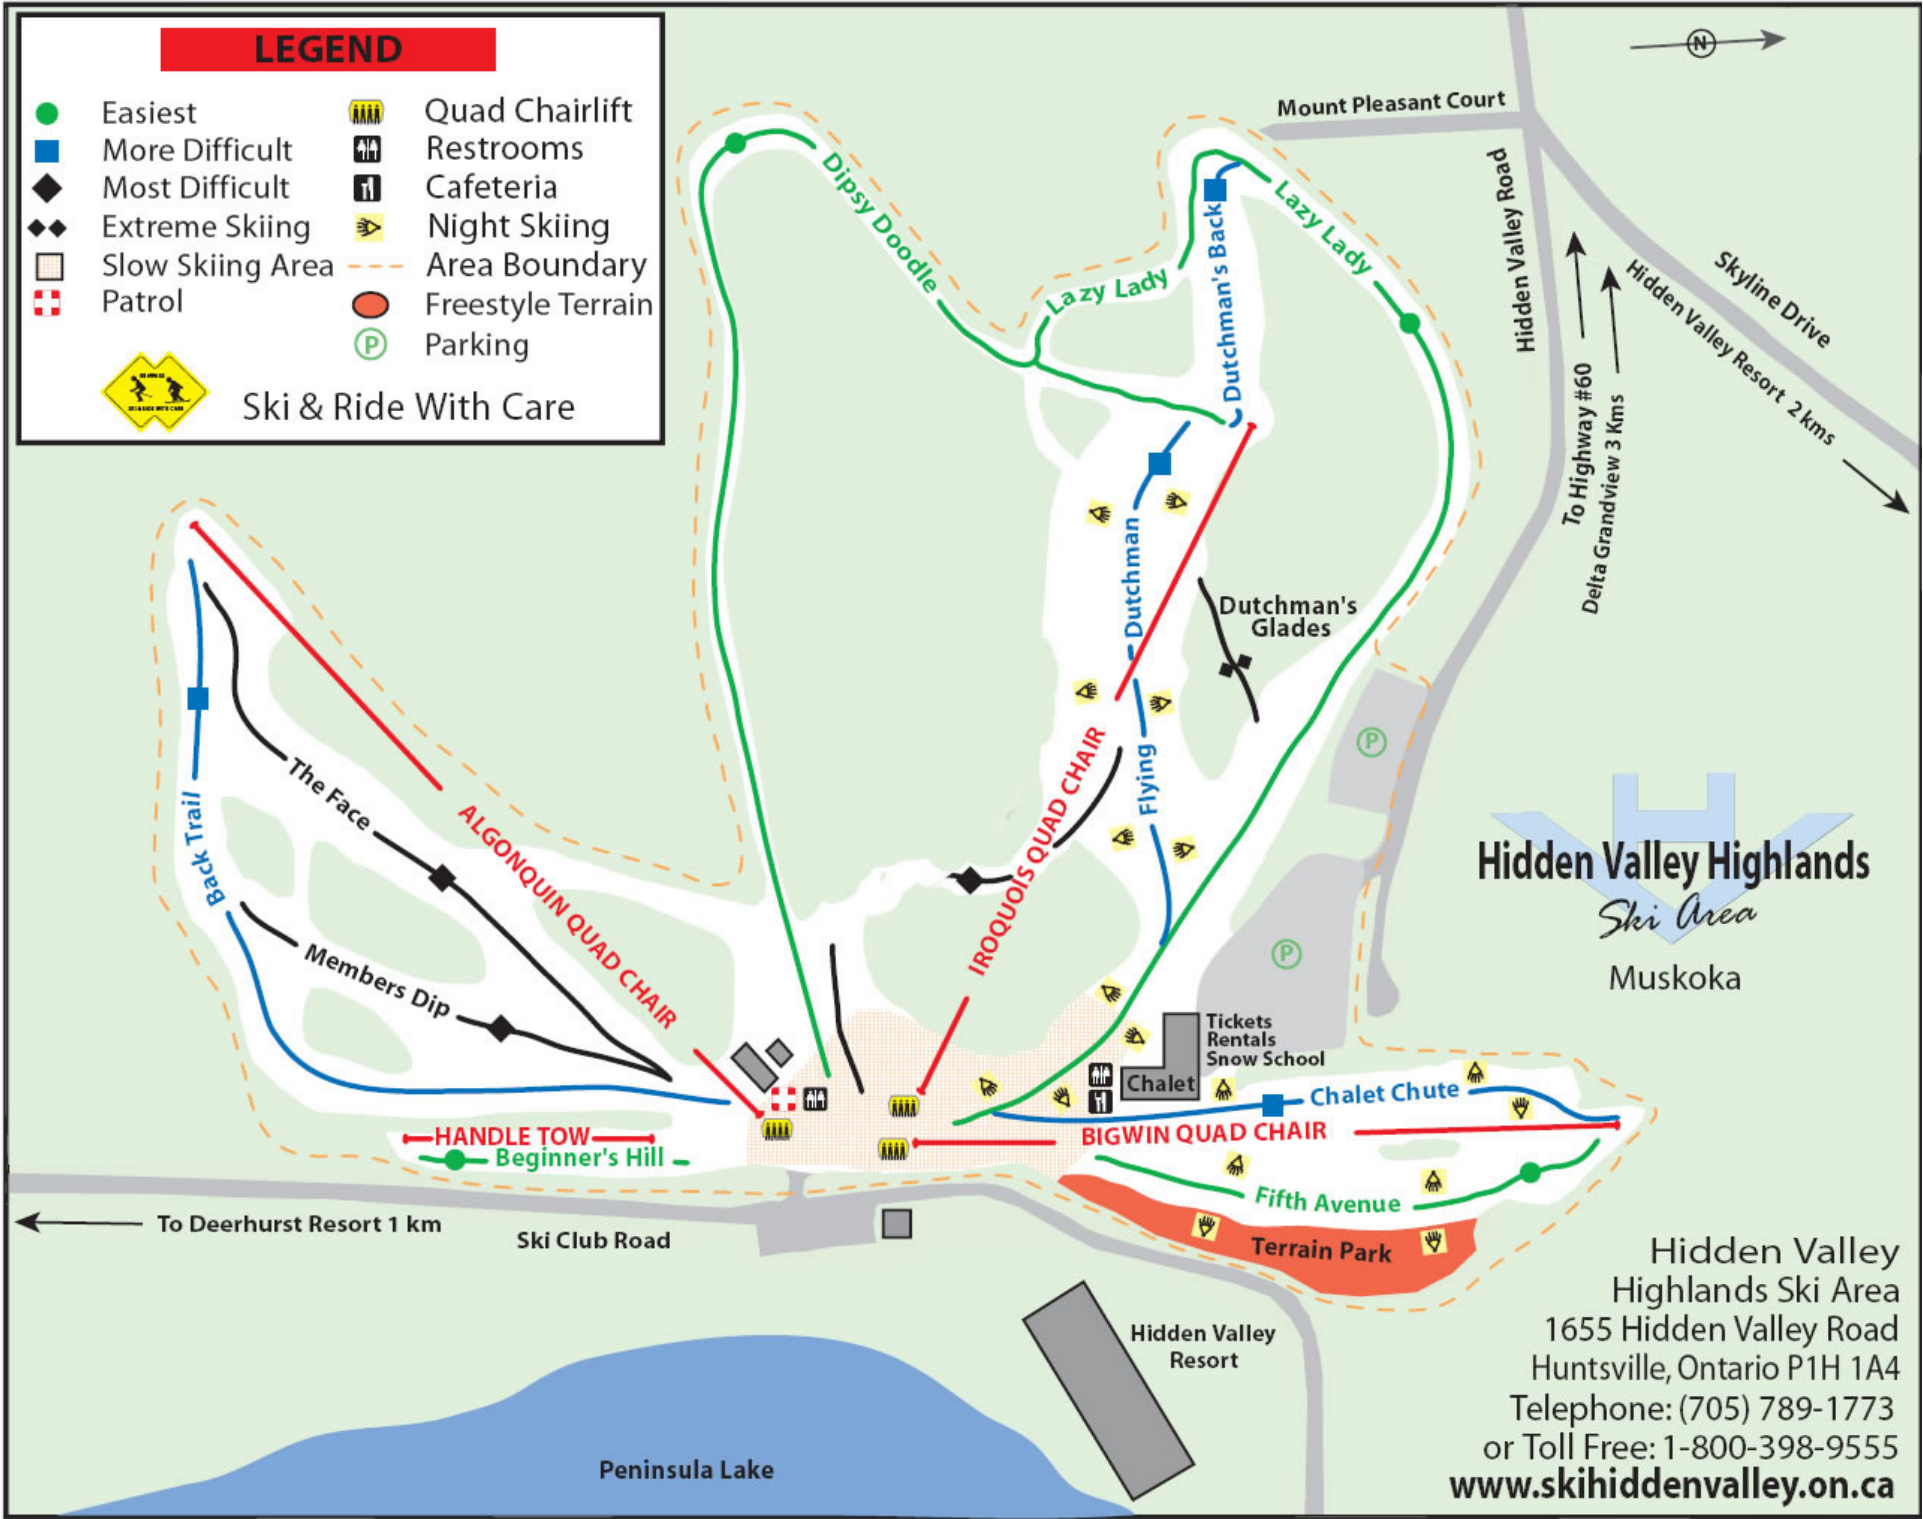 LEGEND
Easiest
More Difficult
Most Difficult
Extreme Skiing
Slow Skiing Area
Patrol
Quad Chairlift
Restrooms
Cafeteria
Night Skiing
Area Boundary
Freestyle Terrain
P
Parking
Ski & Ride With Care
N
Mount Pleasant Court
Hidden Valley Road
Skyline Drive
Hidden Valley Resort 2 kms
To Highway #60
Delta Grandview 3 Kms
Dipsy Doodle
Lazy Lady
Lazy Lady
Dutchman's Back
Dutchman
Flying
Dutchman's
Glades
IROQUOIS QUAD CHAIR
ALGONQUIN QUAD CHAIR
The Face
Back Trail
Members Dip
P
P
Hidden Valley Highlands
Ski Area
Muskoka
Tickets
Rentals
Snow School
Chalet
Chalet Chute
BIGWIN QUAD CHAIR
HANDLE TOW
Beginner's Hill
Fifth Avenue
Terrain Park
To Deerhurst Resort 1 km
Ski Club Road
Hidden Valley
Resort
Peninsula Lake
Hidden Valley
Highlands Ski Area
1655 Hidden Valley Road
Huntsville, Ontario P1H 1A4
Telephone: (705) 789-1773
or Toll Free: 1-800-398-9555
www.skihiddenvalley.on.ca